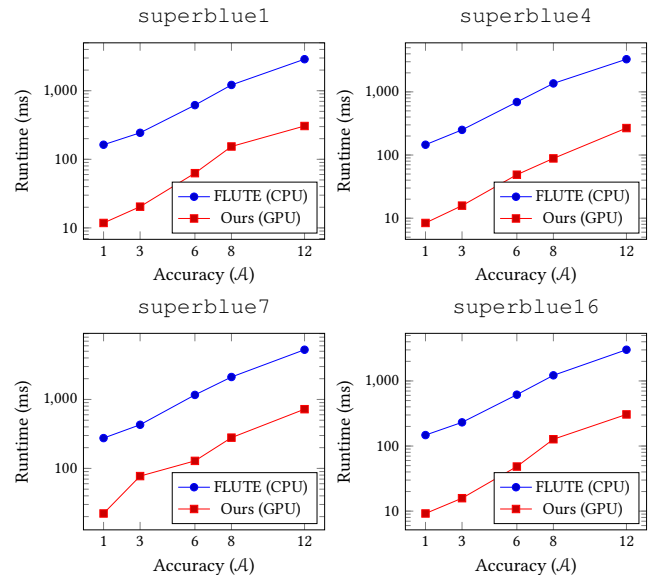 superblue1
Runtime (ms)
1,000
100
10
FLUTE (CPU)
Ours (GPU)
1 3 6 8 12
Accuracy (𝒜)
superblue4
Runtime (ms)
1,000
100
10
FLUTE (CPU)
Ours (GPU)
1 3 6 8 12
Accuracy (𝒜)
superblue7
Runtime (ms)
1,000
100
FLUTE (CPU)
Ours (GPU)
1 3 6 8 12
Accuracy (𝒜)
superblue16
Runtime (ms)
1,000
100
10
FLUTE (CPU)
Ours (GPU)
1 3 6 8 12
Accuracy (𝒜)